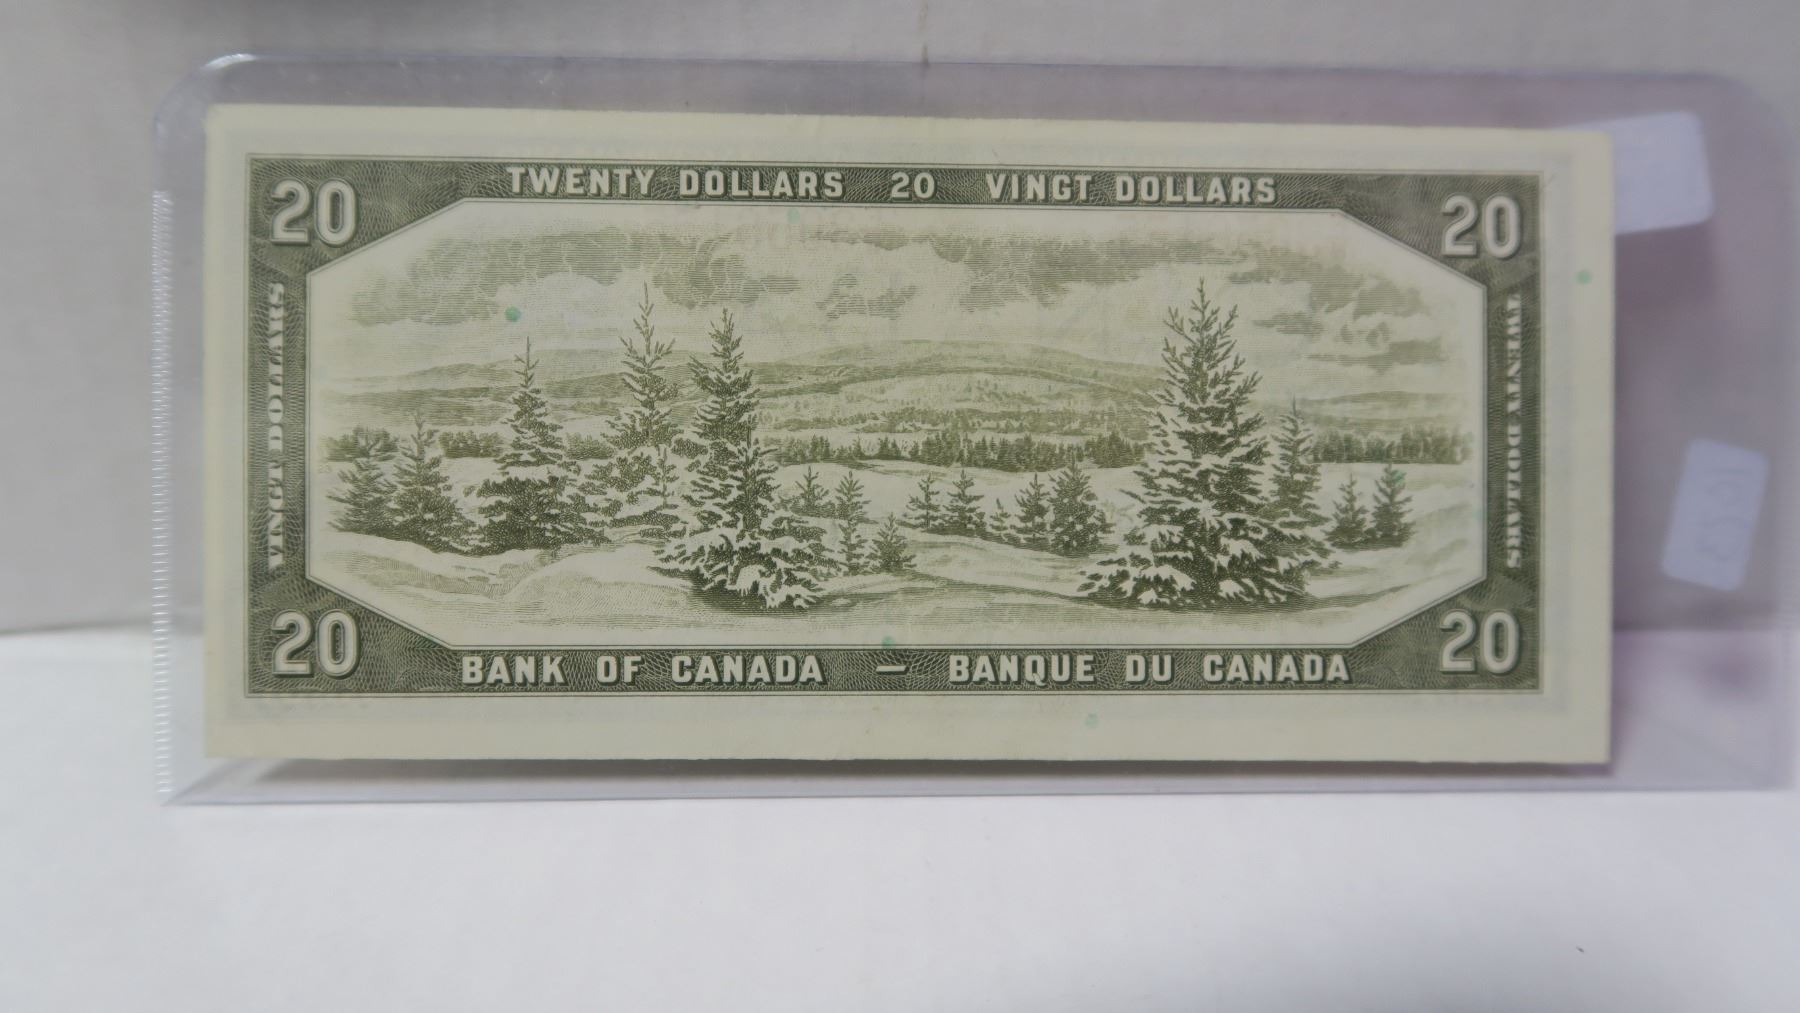 TWENTY DOLLARS 20 VINGT DOLLARS
20
20
VINGT DOLLARS
TWENTY DOLLARS
20
20
BANK OF CANADA — BANQUE DU CANADA